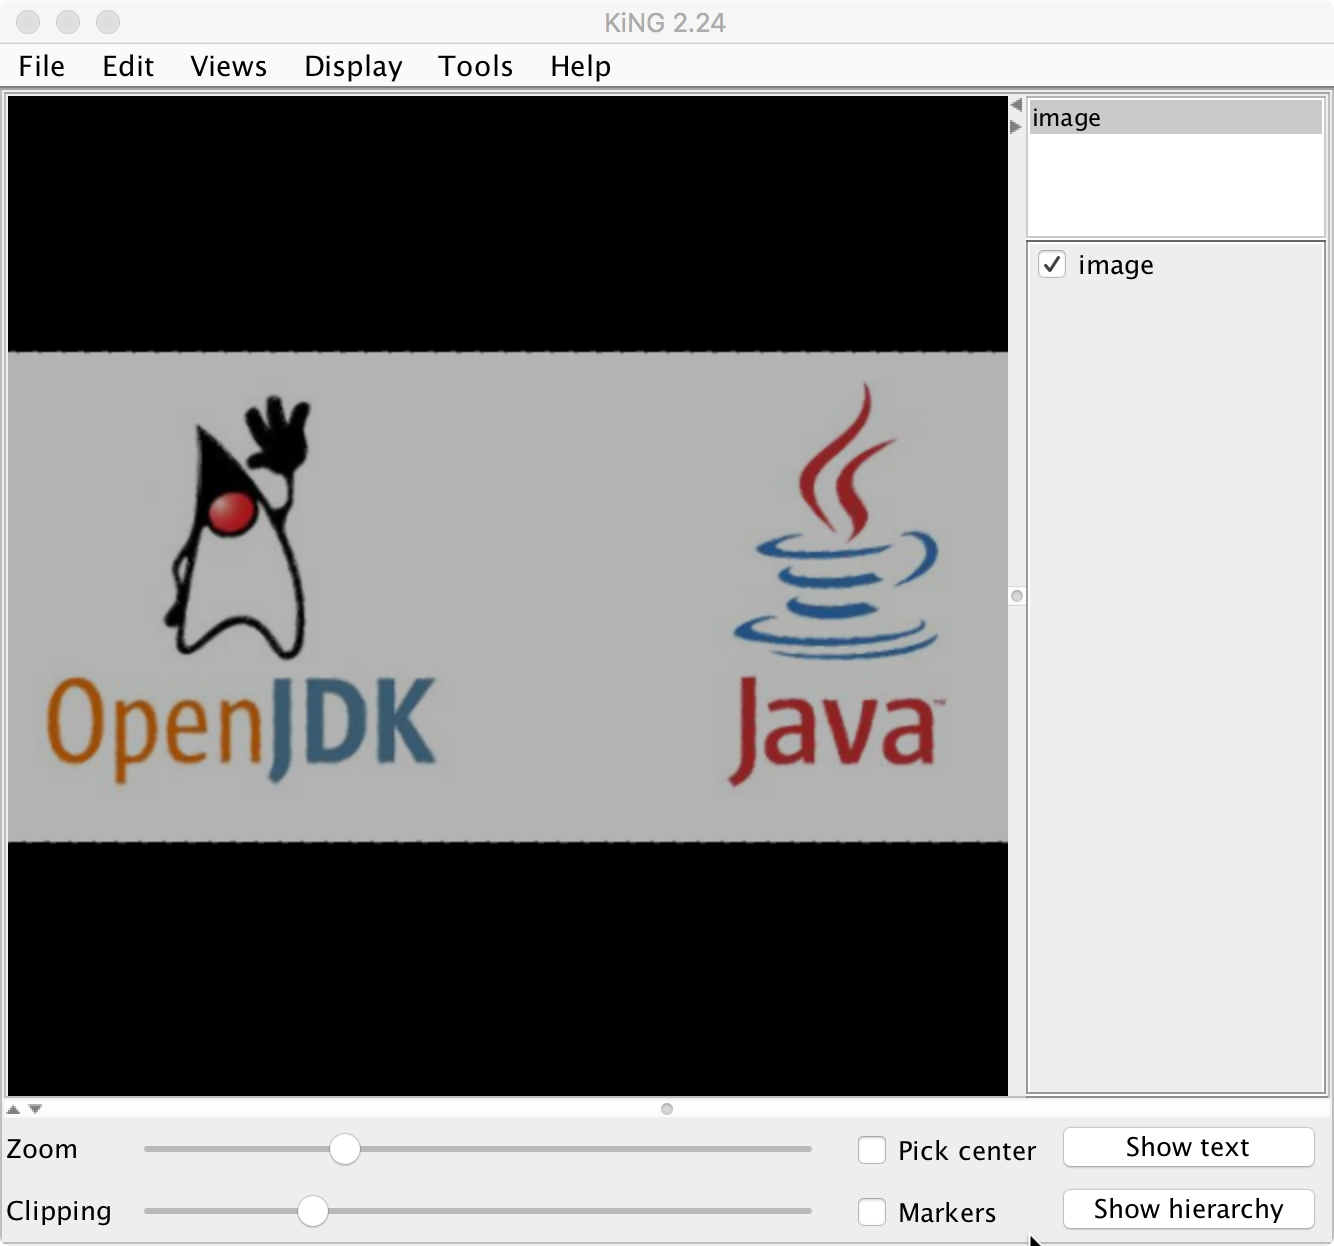 KiNG 2.24
File Edit Views Display Tools Help
image
image
OpenJDK
Java™
Zoom
Pick center
Show text
Clipping
Markers
Show hierarchy